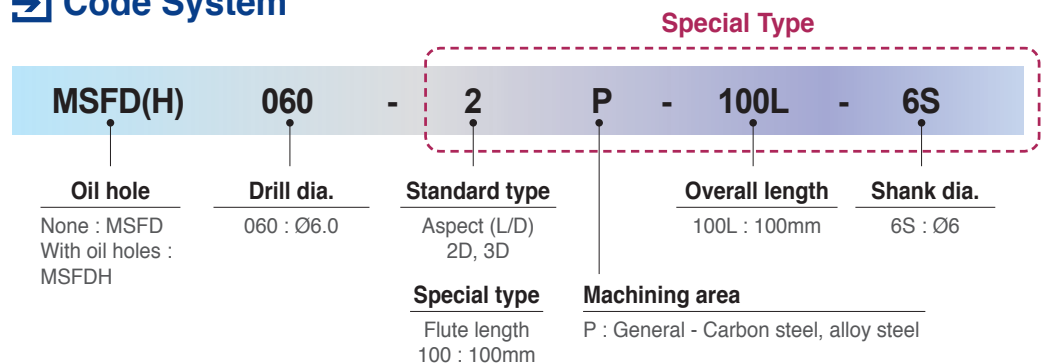 Code System
Special Type
MSFD(H) 060 - 2 P - 100L - 6S
Oil hole
None : MSFD
With oil holes :
MSFDH
Drill dia.
060 : Ø6.0
Standard type
Aspect (L/D)
2D, 3D
Special type
Flute length
100 : 100mm
Machining area
P : General - Carbon steel, alloy steel
Overall length
100L : 100mm
Shank dia.
6S : Ø6